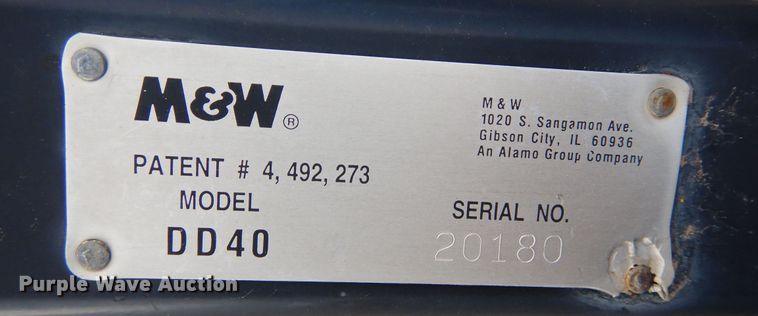 M&W®
M & W
1020 S. Sangamon Ave.
Gibson City, IL 60936
An Alamo Group Company
PATENT # 4, 492, 273
MODEL
DD40
SERIAL NO.
20180
Purple Wave Auction